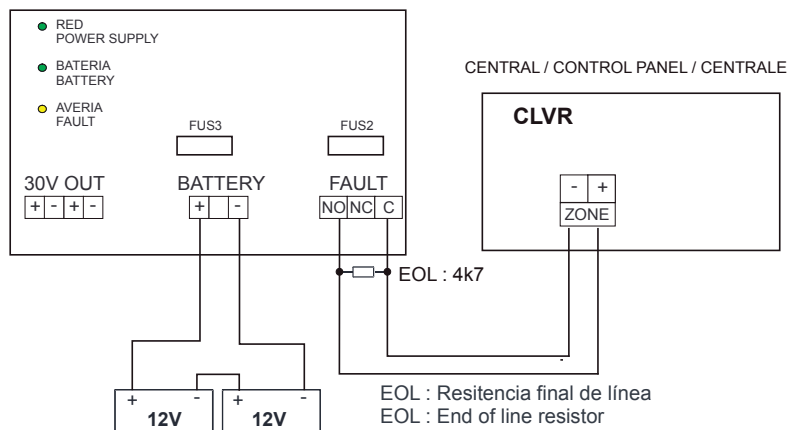 RED
POWER SUPPLY
BATERIA
BATTERY
AVERIA
FAULT
FUS3
FUS2
30V OUT
+ - + -
BATTERY
+ -
FAULT
NO NC C
CENTRAL / CONTROL PANEL / CENTRALE
CLVR
- +
ZONE
EOL : 4k7
+ -
12V
+ -
12V
EOL : Resitencia final de línea
EOL : End of line resistor